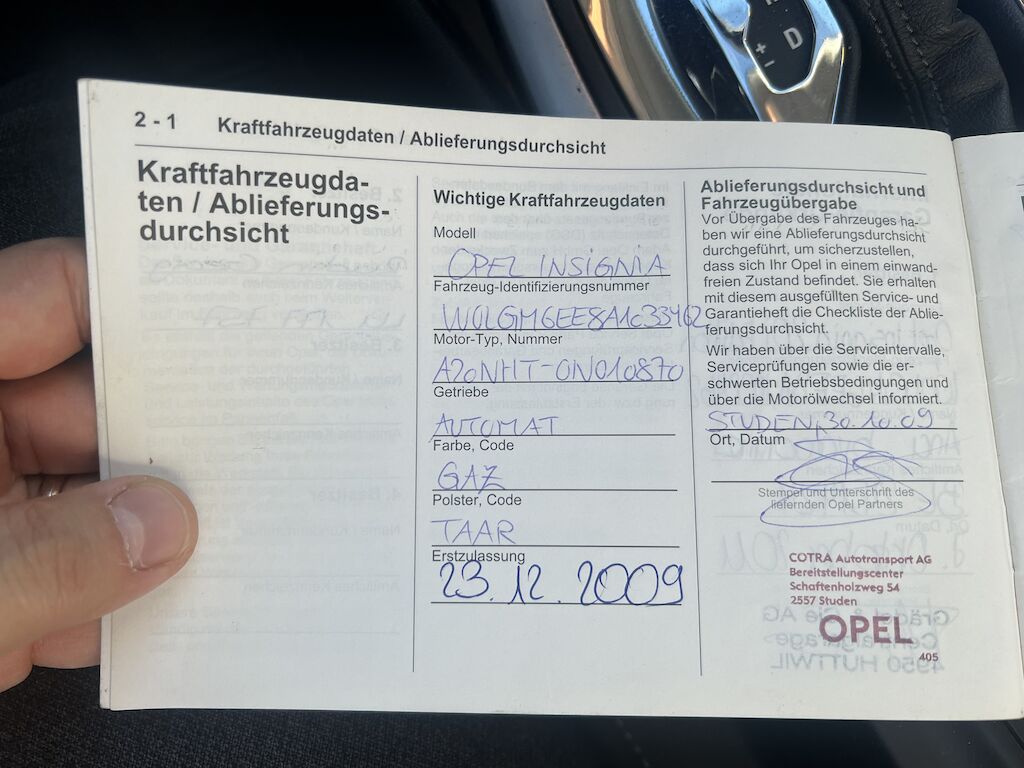 D
+
–
2 - 1 Kraftfahrzeugdaten / Ablieferungsdurchsicht
Kraftfahrzeugda-
ten / Ablieferungs-
durchsicht
Wichtige Kraftfahrzeugdaten
Modell
OPEL INSIGNIA
Fahrzeug-Identifizierungsnummer
W0LGM6EE8A1033402
Motor-Typ, Nummer
A20NHT-0N010870
Getriebe
AUTOMAT
Farbe, Code
GAZ
Polster, Code
TAAR
Erstzulassung
23.12.2009
Ablieferungsdurchsicht und
Fahrzeugübergabe
Vor Übergabe des Fahrzeuges ha-
ben wir eine Ablieferungsdurchsicht
durchgeführt, um sicherzustellen,
dass sich Ihr Opel in einem einwand-
freien Zustand befindet. Sie erhalten
mit diesem ausgefüllten Service- und
Garantieheft die Checkliste der Ablie-
ferungsdurchsicht.
Wir haben über die Serviceintervalle,
Serviceprüfungen sowie die er-
schwerten Betriebsbedingungen und
über die Motorölwechsel informiert.
STUDEN, 30.10.09
Ort, Datum
Stempel und Unterschrift des
liefernden Opel Partners
COTRA Autotransport AG
Bereitstellungscenter
Schaftenholzweg 54
2557 Studen
OPEL
405